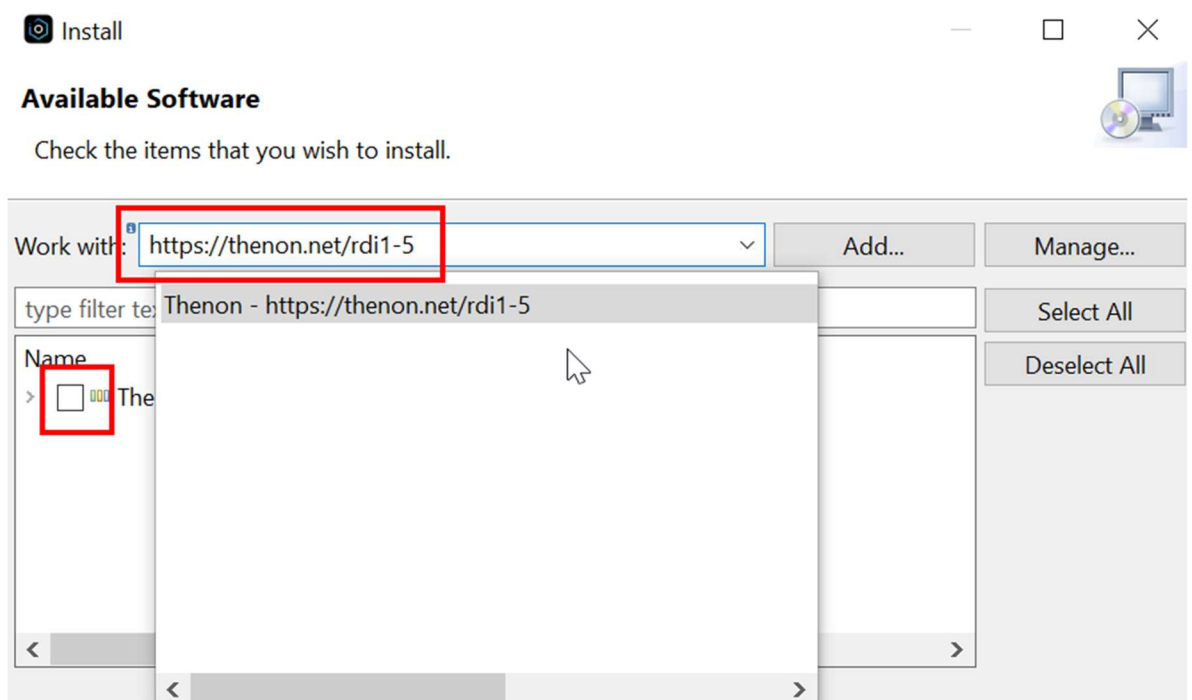 Install
Available Software
Check the items that you wish to install.
Work with: https://thenon.net/rdi1-5 Add... Manage...
type filter te Thenon - https://thenon.net/rdi1-5 Select All
Name Deselect All
The